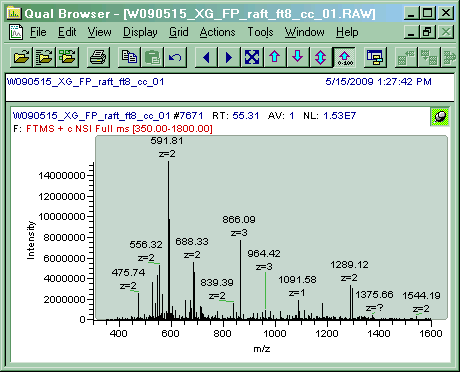 Qual Browser - [W090515_XG_FP_raft_ft8_cc_01.RAW]
File Edit View Display Grid Actions Tools Window Help
W090515_XG_FP_raft_ft8_cc_01 5/15/2009 1:27:42 PM
W090515_XG_FP_raft_ft8_cc_01 #7671 RT: 55.31 AV: 1 NL: 1.53E7
F: FTMS + c NSI Full ms [350.00-1800.00]
591.81
z=2
14000000
12000000
10000000
8000000
6000000
4000000
2000000
0
Intensity
556.32
z=2
475.74
z=2
688.33
z=2
839.39
z=2
866.09
z=3
964.42
z=3
1091.58
z=1
1289.12
z=2
1375.66
z=?
1544.19
z=2
400 600 800 1000 1200 1400 1600
m/z